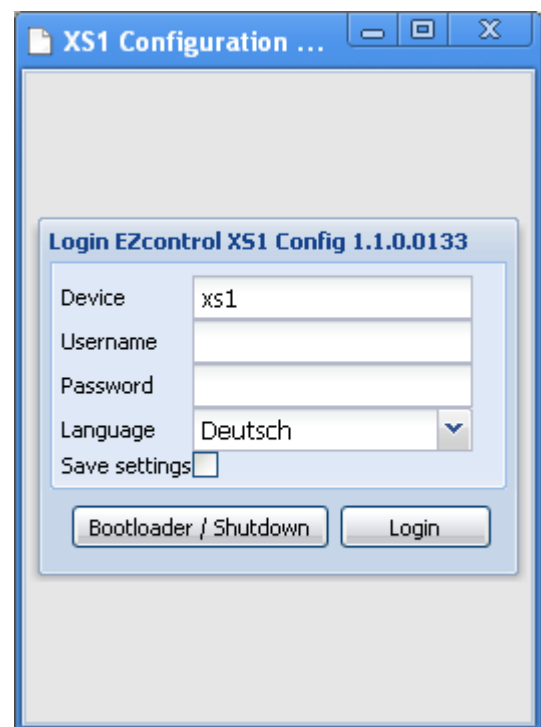 XS1 Configuration ...
Login EZcontrol XS1 Config 1.1.0.0133
Device xs1
Username
Password
Language Deutsch
Save settings
Bootloader / Shutdown Login